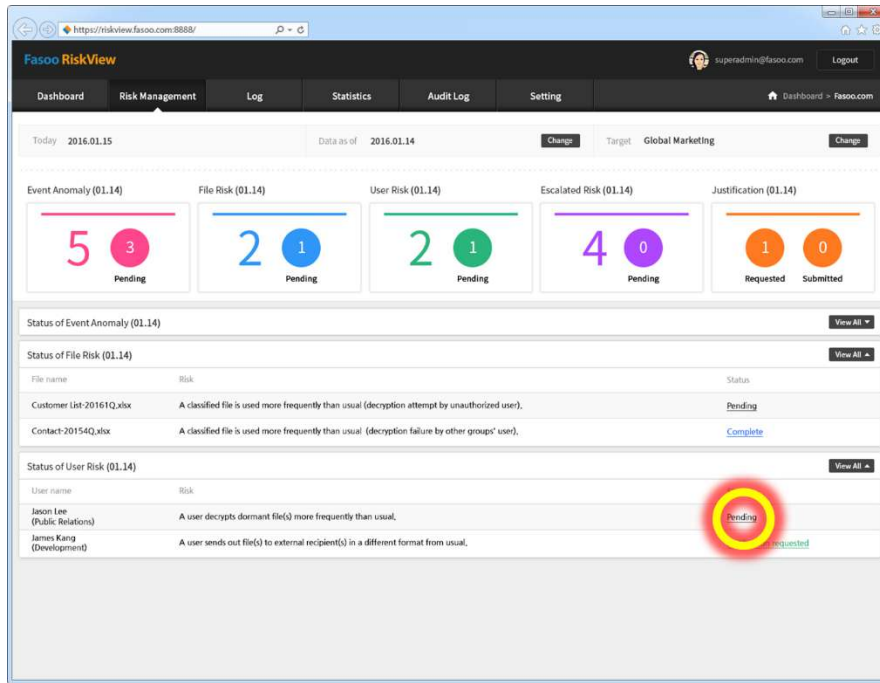 https://riskview.fasoo.com:8888/
Fasoo RiskView
superadmin@fasoo.com
Logout
Dashboard Risk Management Log Statistics Audit Log Setting Dashboard > Fasoo.com
Today 2016.01.15 Data as of 2016.01.14 Change Target Global Marketing Change
Event Anomaly (01.14) File Risk (01.14) User Risk (01.14) Escalated Risk (01.14) Justification (01.14)
5 3 2 1 2 1 4 0 1 0
Pending Pending Pending Pending Requested Submitted
Status of Event Anomaly (01.14) View All
Status of File Risk (01.14) View All
File name Risk Status
Customer List-20161Q.xlsx A classified file is used more frequently than usual (decryption attempt by unauthorized user). Pending
Contact-20154Q.xlsx A classified file is used more frequently than usual (decryption failure by other groups' user). Complete
Status of User Risk (01.14) View All
User name Risk
Jason Lee
(Public Relations) A user decrypts dormant file(s) more frequently than usual. Pending
James Kang
(Development) A user sends out file(s) to external recipient(s) in a different format from usual. requested